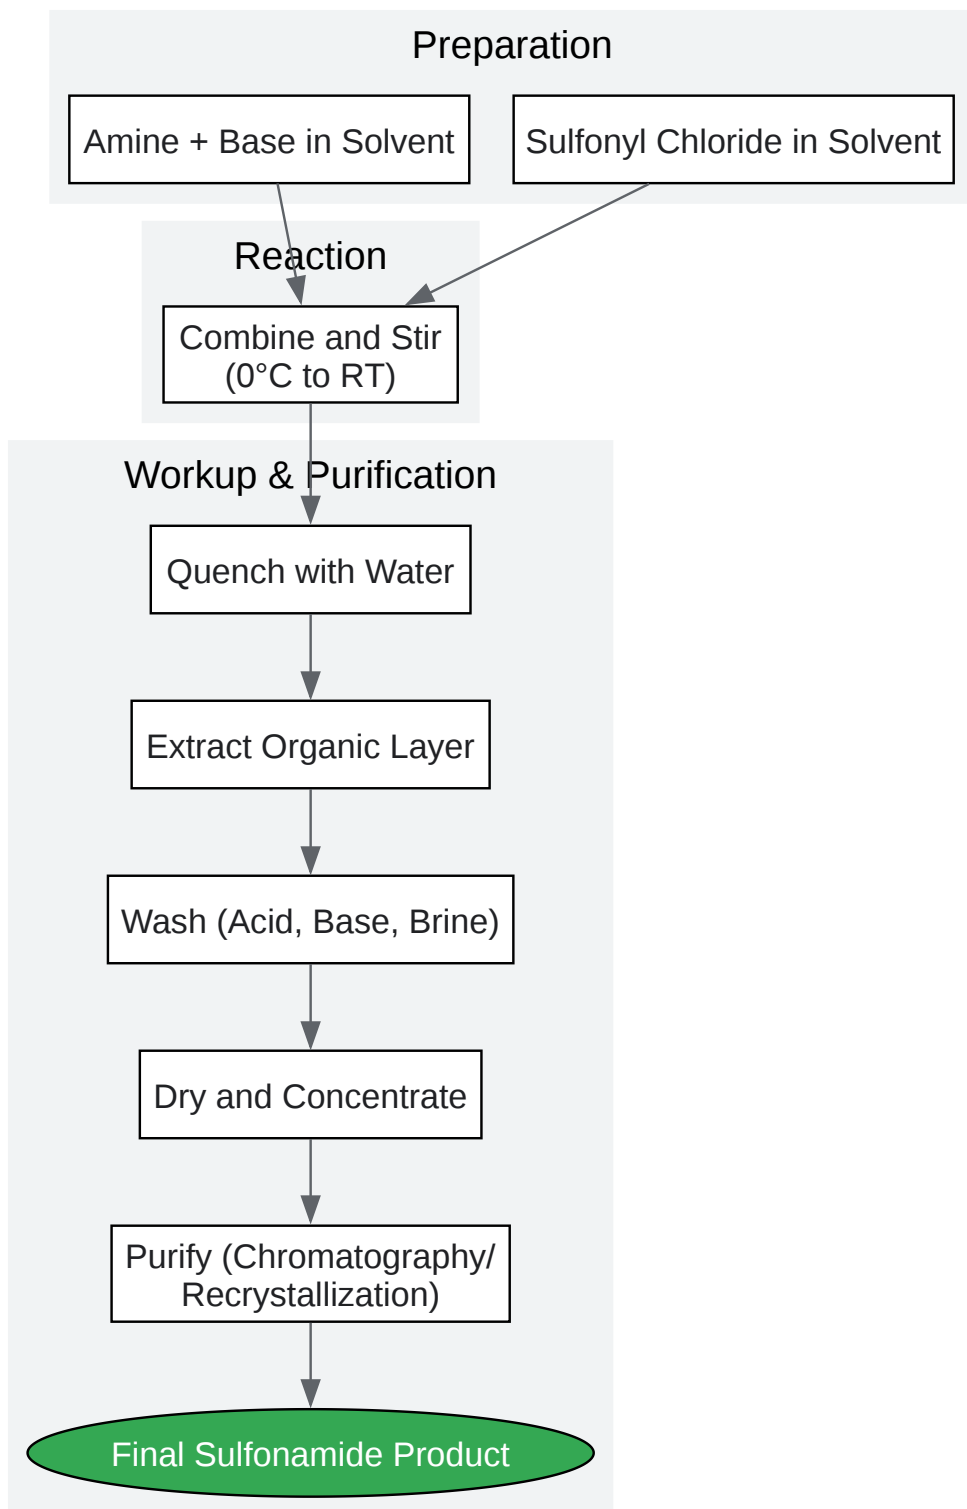 Preparation
Amine + Base in Solvent
Sulfonyl Chloride in Solvent
Reaction
Combine and Stir
(0°C to RT)
Workup & Purification
Quench with Water
Extract Organic Layer
Wash (Acid, Base, Brine)
Dry and Concentrate
Purify (Chromatography/
Recrystallization)
Final Sulfonamide Product